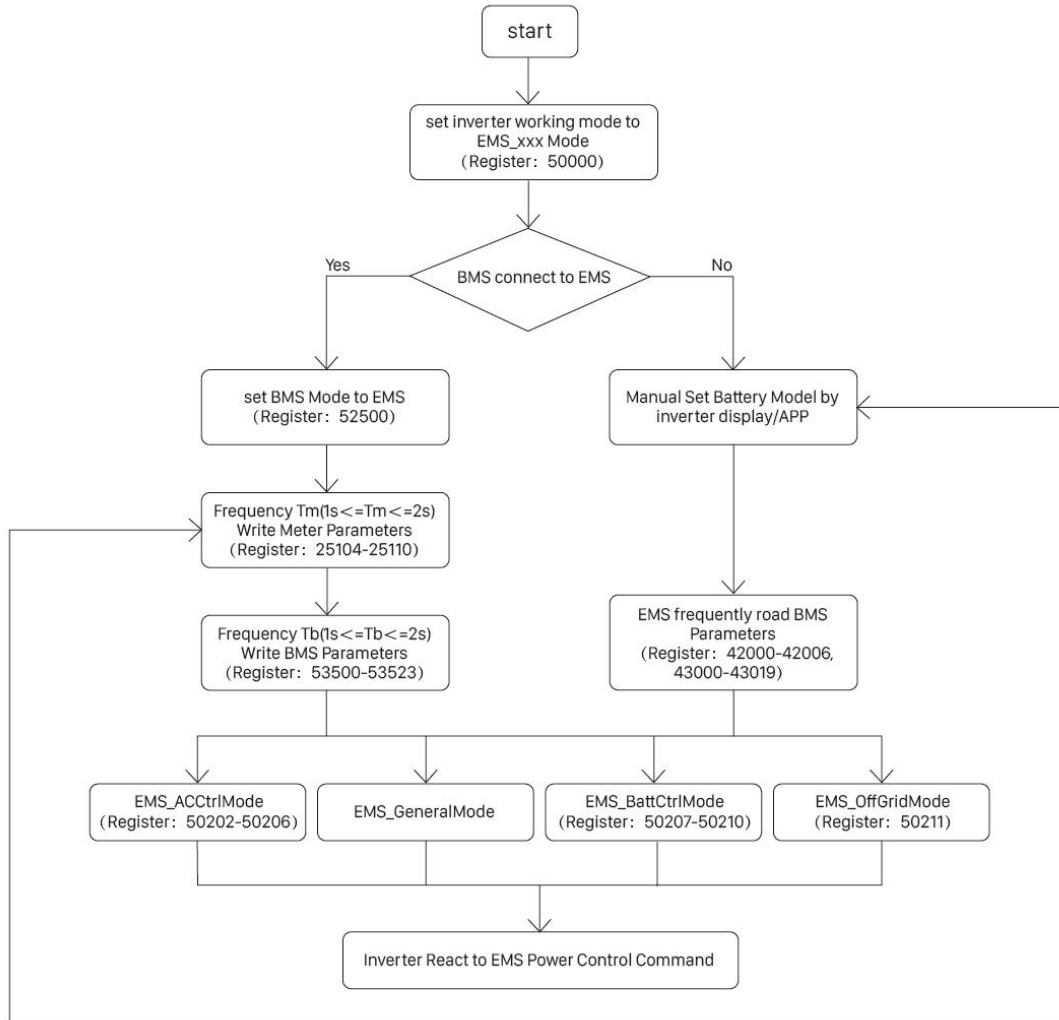 start
set inverter working mode to
EMS_xxx Mode
(Register: 50000)
Yes
BMS connect to EMS
No
set BMS Mode to EMS
(Register: 52500)
Manual Set Battery Model by
inverter display/APP
Frequency Tm(1s<=Tm<=2s)
Write Meter Parameters
(Register: 25104-25110)
Frequency Tb(1s<=Tb<=2s)
Write BMS Parameters
(Register: 53500-53523)
EMS frequently road BMS
Parameters
(Register: 42000-42006,
43000-43019)
EMS_ACCtrlMode
(Register: 50202-50206)
EMS_GeneralMode
EMS_BattCtrlMode
(Register: 50207-50210)
EMS_OffGridMode
(Register: 50211)
Inverter React to EMS Power Control Command